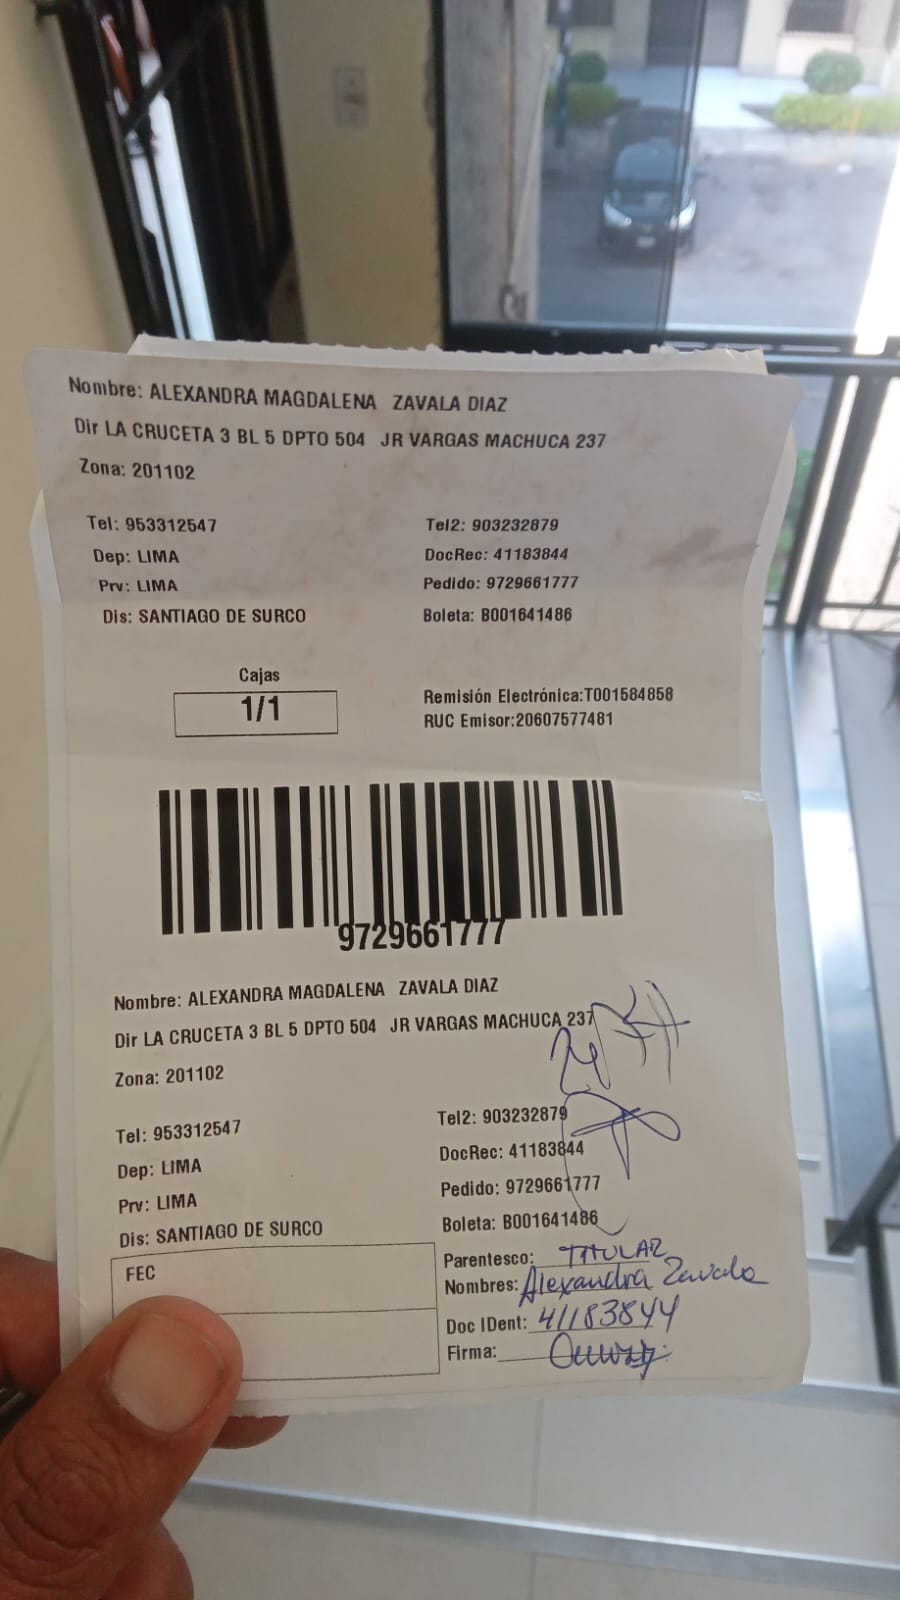 Nombre: ALEXANDRA MAGDALENA ZAVALA DIAZ
Dir LA CRUCETA 3 BL 5 DPTO 504 JR VARGAS MACHUCA 237
Zona: 201102
Tel: 953312547 Tel2: 903232879
Dep: LIMA DocRec: 41183844
Prv: LIMA Pedido: 9729661777
Dis: SANTIAGO DE SURCO Boleta: B001641486
Cajas
1/1
Remisión Electrónica:T001584858
RUC Emisor:20607577481
9729661777
Nombre: ALEXANDRA MAGDALENA ZAVALA DIAZ
Dir LA CRUCETA 3 BL 5 DPTO 504 JR VARGAS MACHUCA 237
Zona: 201102
Tel: 953312547 Tel2: 903232879
Dep: LIMA DocRec: 41183844
Prv: LIMA Pedido: 9729661777
Dis: SANTIAGO DE SURCO Boleta: B001641486
FEC
Parentesco: TITULAR
Nombres: Alexandra Zavala
Doc IDent: 41183844
Firma: